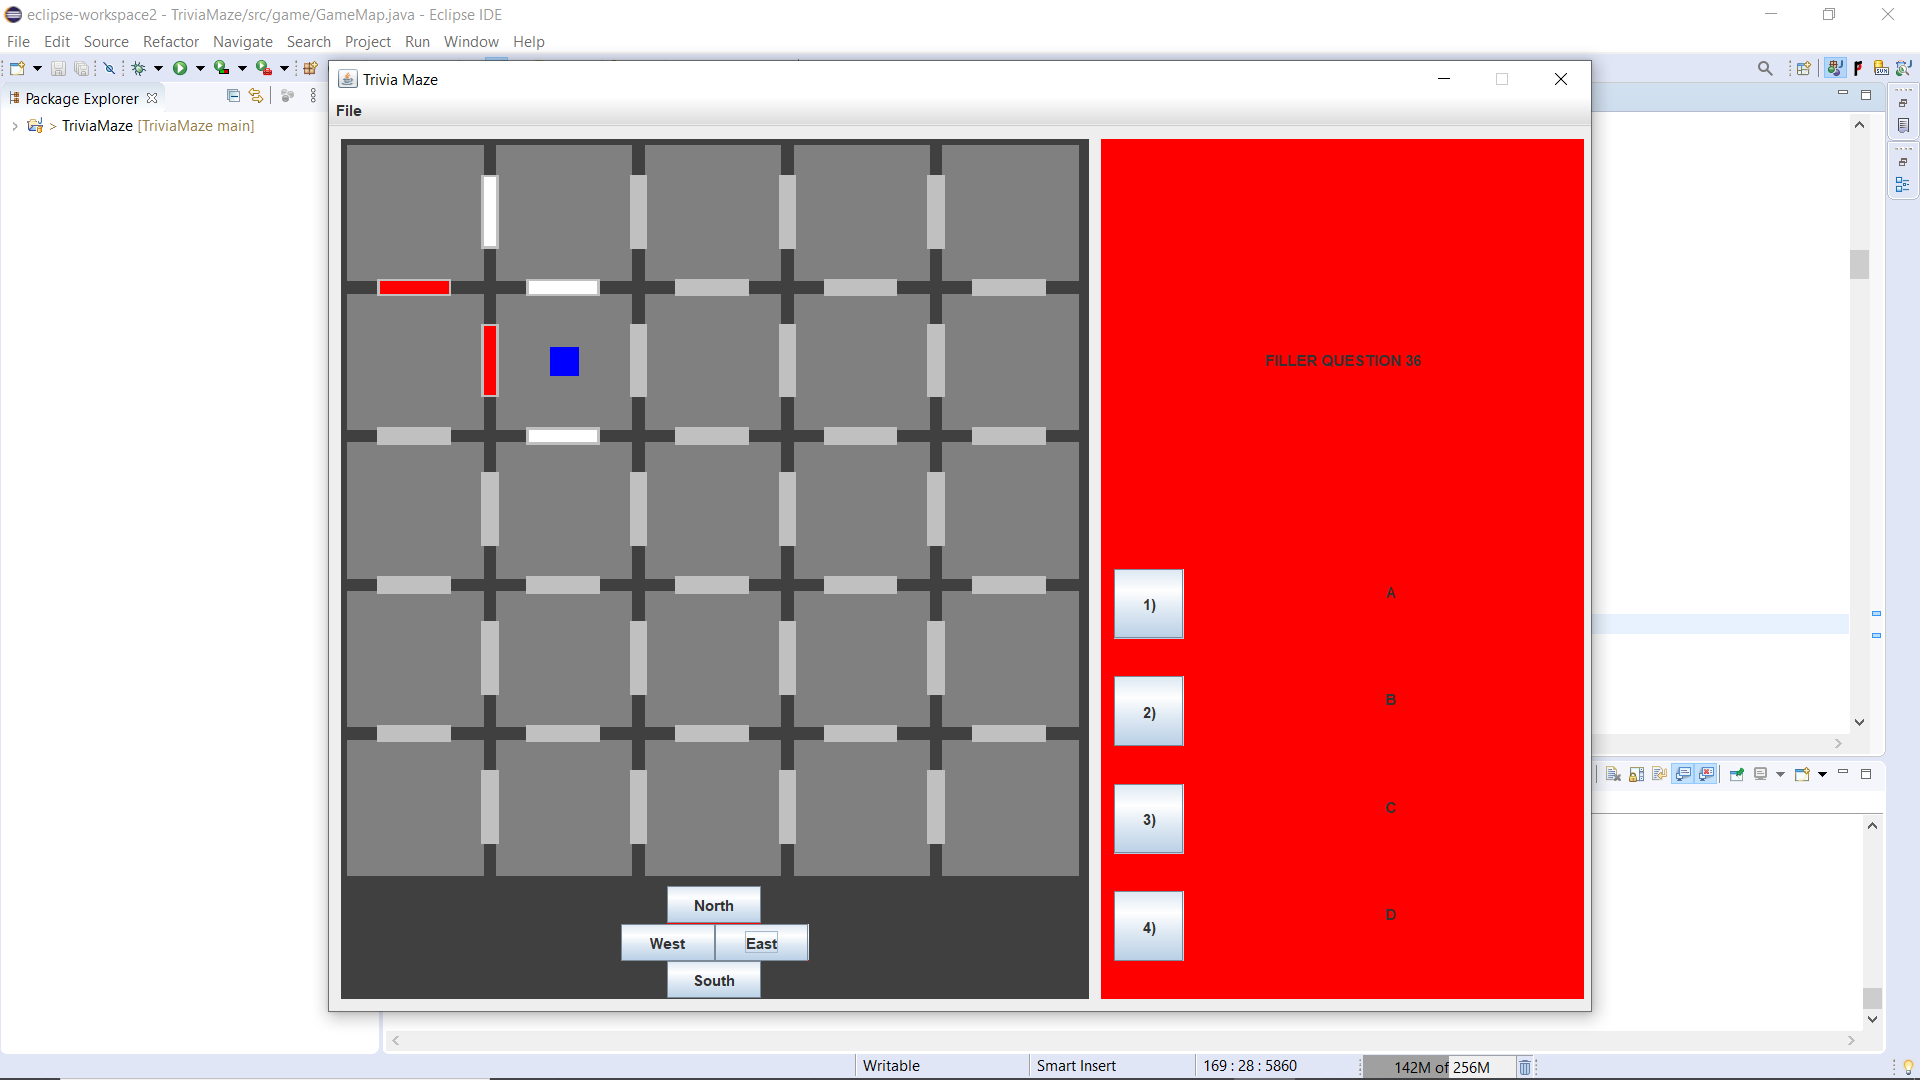 eclipse-workspace2 - TriviaMaze/src/game/GameMap.java - Eclipse IDE
File Edit Source Refactor Navigate Search Project Run Window Help
Package Explorer
> TriviaMaze [TriviaMaze main]
Trivia Maze
File
FILLER QUESTION 36
1) A
2) B
3) C
4) D
North
West East
South
Writable Smart Insert 169 : 28 : 5860 142M of 256M